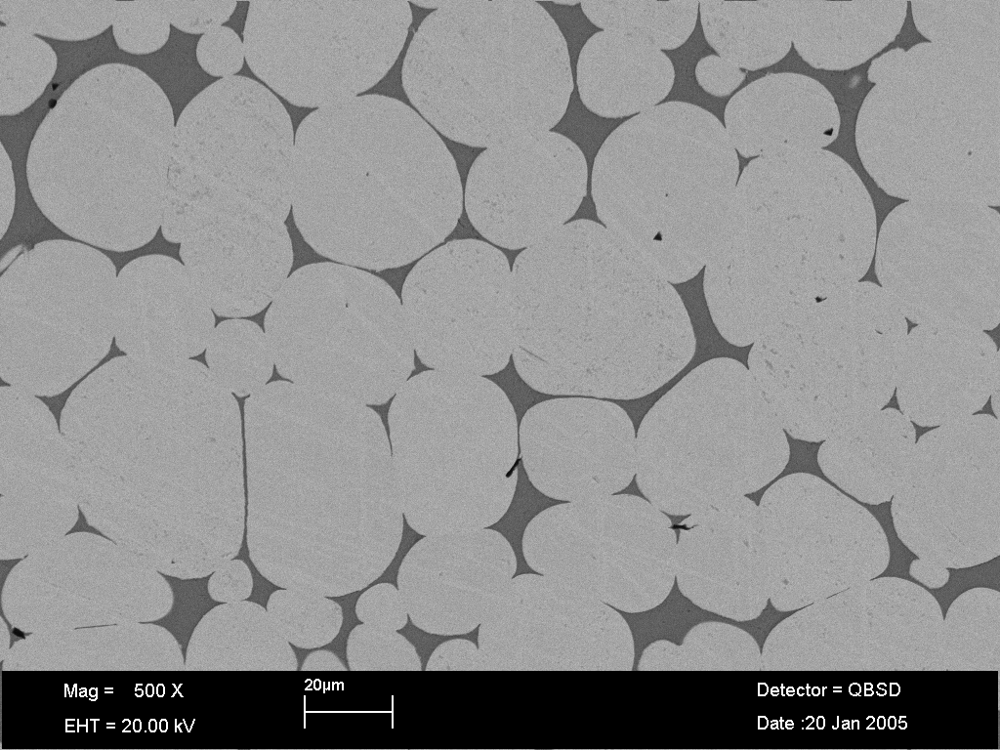 Mag = 500 X
EHT = 20.00 kV
20µm
Detector = QBSD
Date :20 Jan 2005